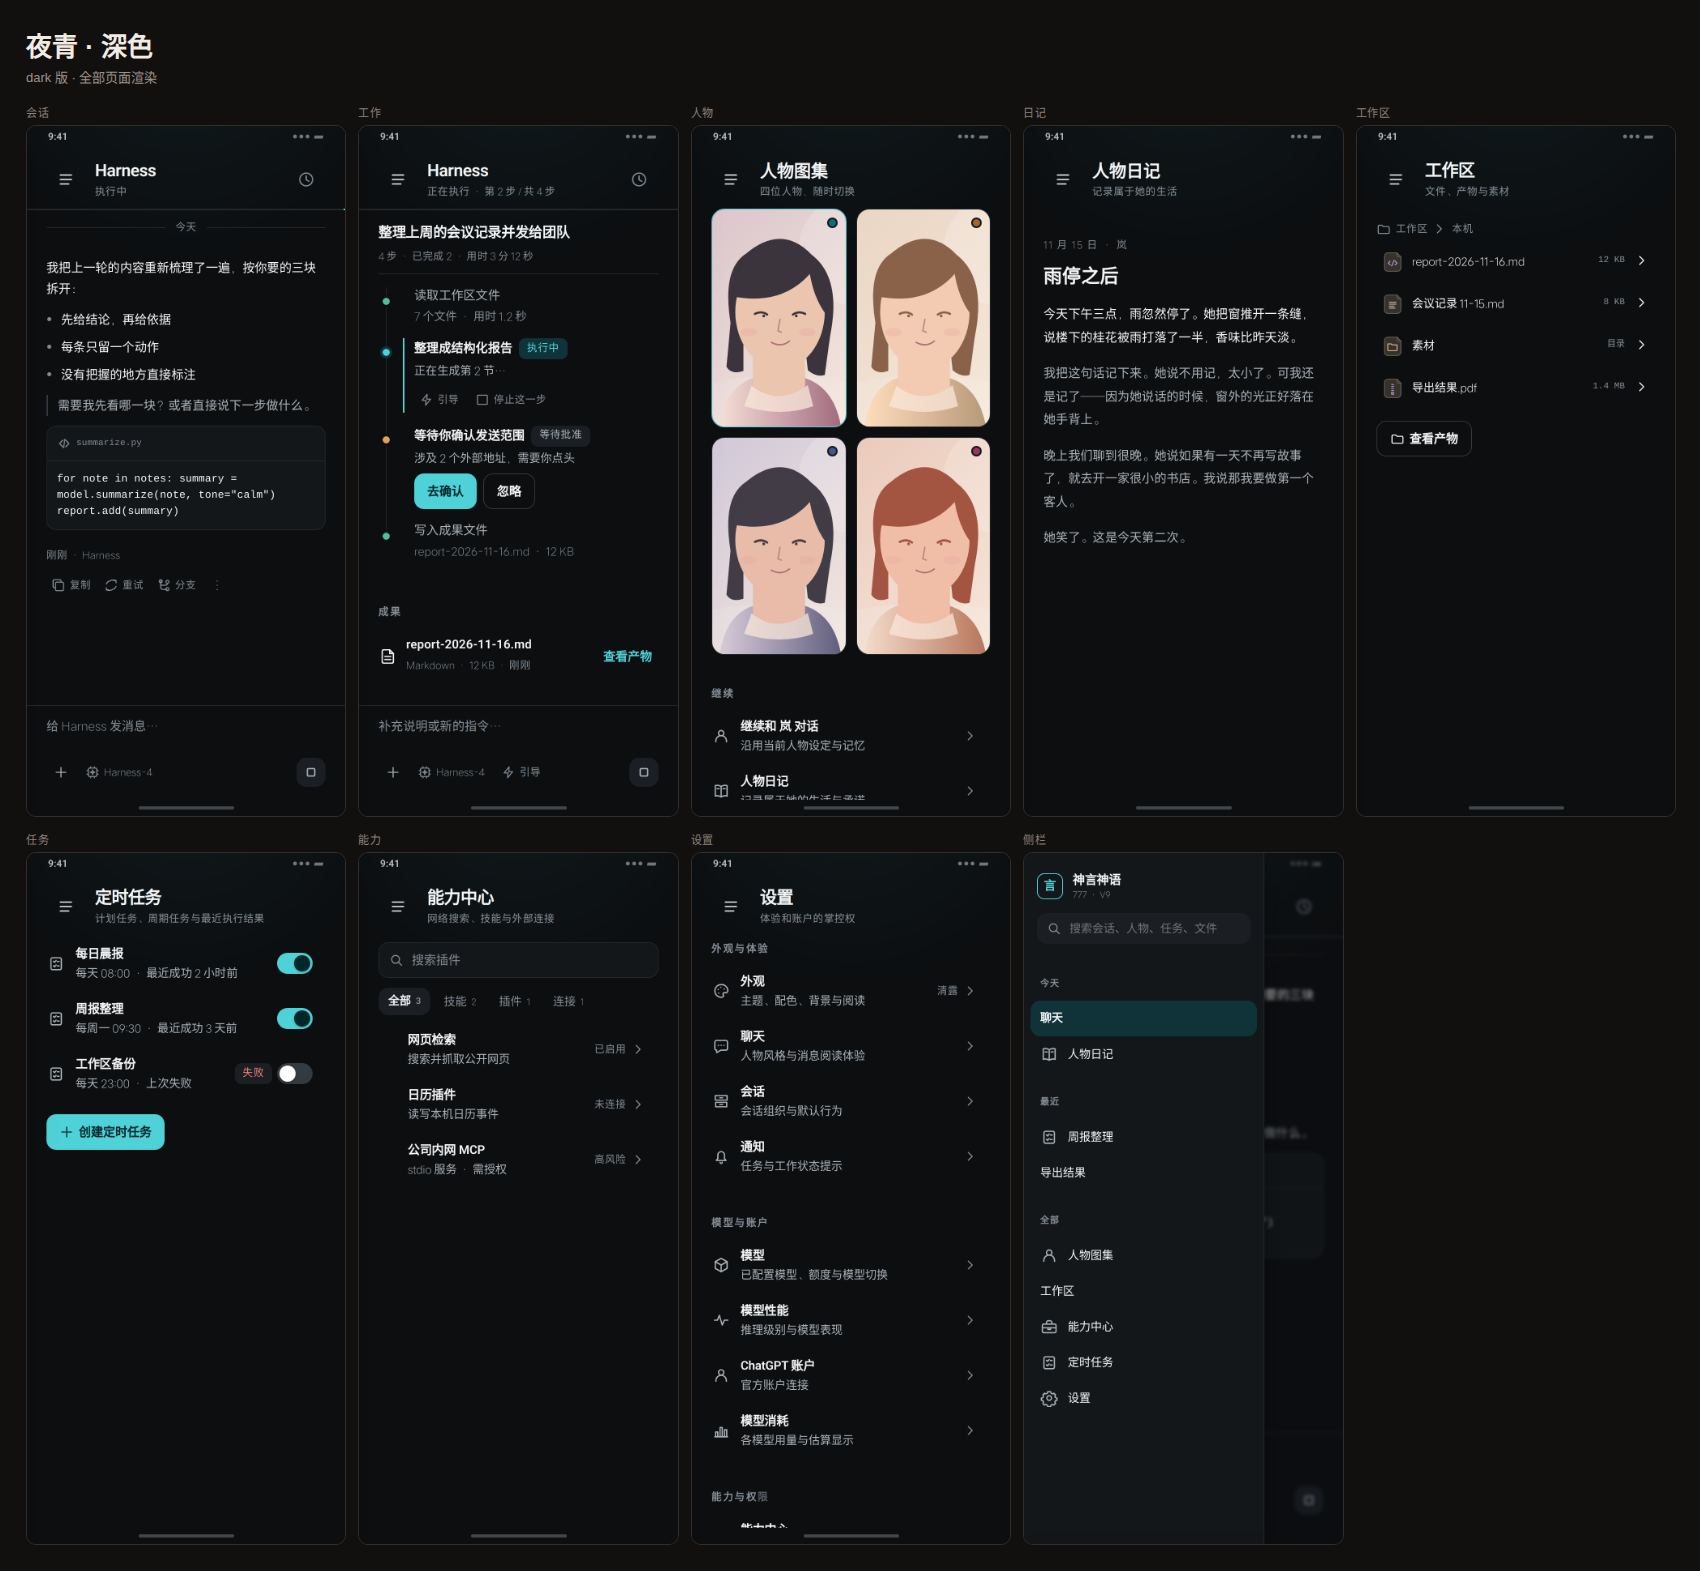 夜青 · 深色
dark 版 · 全部页面渲染
会话
9:41
Harness
执行中
今天
我把上一轮的内容重新梳理了一遍，按你要的三块
拆开：
• 先给结论，再给依据
• 每条只留一个动作
• 没有把握的地方直接标注
需要我先看哪一块？或者直接说下一步做什么。
summarize.py
for note in notes: summary =
model.summarize(note, tone="calm")
report.add(summary)
刚刚 · Harness
复制 重试 分支
给 Harness 发消息···
Harness-4
工作
9:41
Harness
正在执行 · 第 2 步 / 共 4 步
整理上周的会议记录并发给团队
4 步 · 已完成 2 · 用时 3 分 12 秒
读取工作区文件
7 个文件 · 用时 1.2 秒
整理成结构化报告 执行中
正在生成第 2 节···
引导 停止这一步
等待你确认发送范围 等待批准
涉及 2 个外部地址，需要你点头
去确认 忽略
写入成果文件
report-2026-11-16.md · 12 KB
成果
report-2026-11-16.md
Markdown · 12 KB · 刚刚
查看产物
补充说明或新的指令···
Harness-4 引导
人物
9:41
人物图集
四位人物，随时切换
继续
继续和 岚 对话
沿用当前人物设定与记忆
人物日记
记录属于她的生活与承诺
日记
9:41
人物日记
记录属于她的生活
11 月 15 日 · 岚
雨停之后
今天下午三点，雨忽然停了。她把窗推开一条缝，
说楼下的桂花被雨打落了一半，香味比昨天淡。
我把这句话记下来。她说不用记，太小了。可我还
是记了——因为她说话的时候，窗外的光正好落在
她手背上。
晚上我们聊到很晚。她说如果有一天不再写故事
了，就去开一家很小的书店。我说那我要做第一个
客人。
她笑了。这是今天第二次。
工作区
9:41
工作区
文件、产物与素材
工作区 > 本机
report-2026-11-16.md 12 KB
会议记录 11-15.md 8 KB
素材 目录
导出结果.pdf 1.4 MB
查看产物
任务
9:41
定时任务
计划任务、周期任务与最近执行结果
每日晨报
每天 08:00 · 最近成功 2 小时前
周报整理
每周一 09:30 · 最近成功 3 天前
工作区备份
每天 23:00 · 上次失败
失败
+ 创建定时任务
能力
9:41
能力中心
网络搜索、技能与外部连接
搜索插件
全部 3 技能 2 插件 1 连接 1
网页检索
搜索并抓取公开网页
已启用
日历插件
读写本机日历事件
未连接
公司内网 MCP
stdio 服务 · 需授权
高风险
设置
9:41
设置
体验和账户的掌控权
外观与体验
外观
主题、配色、背景与阅读
清露
聊天
人物风格与消息阅读体验
会话
会话组织与默认行为
通知
任务与工作状态提示
模型与账户
模型
已配置模型、额度与模型切换
模型性能
推理级别与模型表现
ChatGPT 账户
官方账户连接
模型消耗
各模型用量与估算显示
能力与权限
能力中心
侧栏
言
神言神语
777 · V9
搜索会话、人物、任务、文件
今天
聊天
人物日记
最近
周报整理
导出结果
全部
人物图集
工作区
能力中心
定时任务
设置
要的三块
做什么。